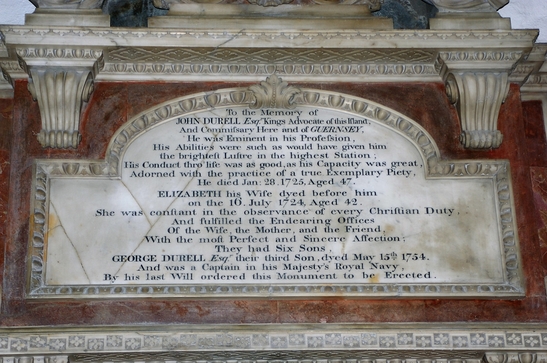 To the Memory of
JOHN DURELL Esqr. Kings Advocate of this Island,
And Commissary Here and of GUERNSEY,
He was Eminent in his Profeſsion,
His Abilities were such as would have given him
the brighteſt Luſtre in the higheſt Station;
His Conduct thro' Life was as good, as his Capacity was great,
Adorned with the practice of a true Exemplary Piety,
He died Jan: 28. 1725, Aged 47.
ELIZABETH his Wife dyed before him
on the 10. July 1724, Aged 42.
She was conſtant in the observance of every Chriſtian Duty,
And fulfilled the Endearing Offices
Of the Wife, the Mother, and the Friend,
With the moſt Perfect and Sincere Affection;
They had Six Sons,
GEORGE DURELL Esqr. their third Son, dyed May 15th 1754.
And was a Captain in his Majeſty's Royal Navy,
By his laſt Will ordered this Monument to be Erected.